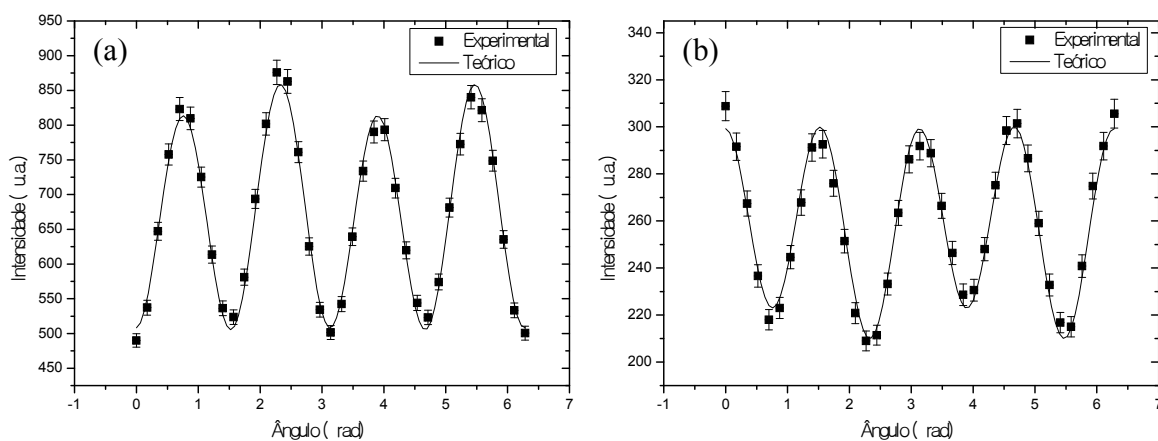 (a)
Experimental
Teórico
950
900
850
800
750
700
650
600
550
500
450
Intensidade ( u.a.)
-1 0 1 2 3 4 5 6 7
Ângulo ( rad)
(b)
Experimental
Teórico
340
320
300
280
260
240
220
200
Intensidade ( u.a.)
-1 0 1 2 3 4 5 6 7
Ângulo ( rad)